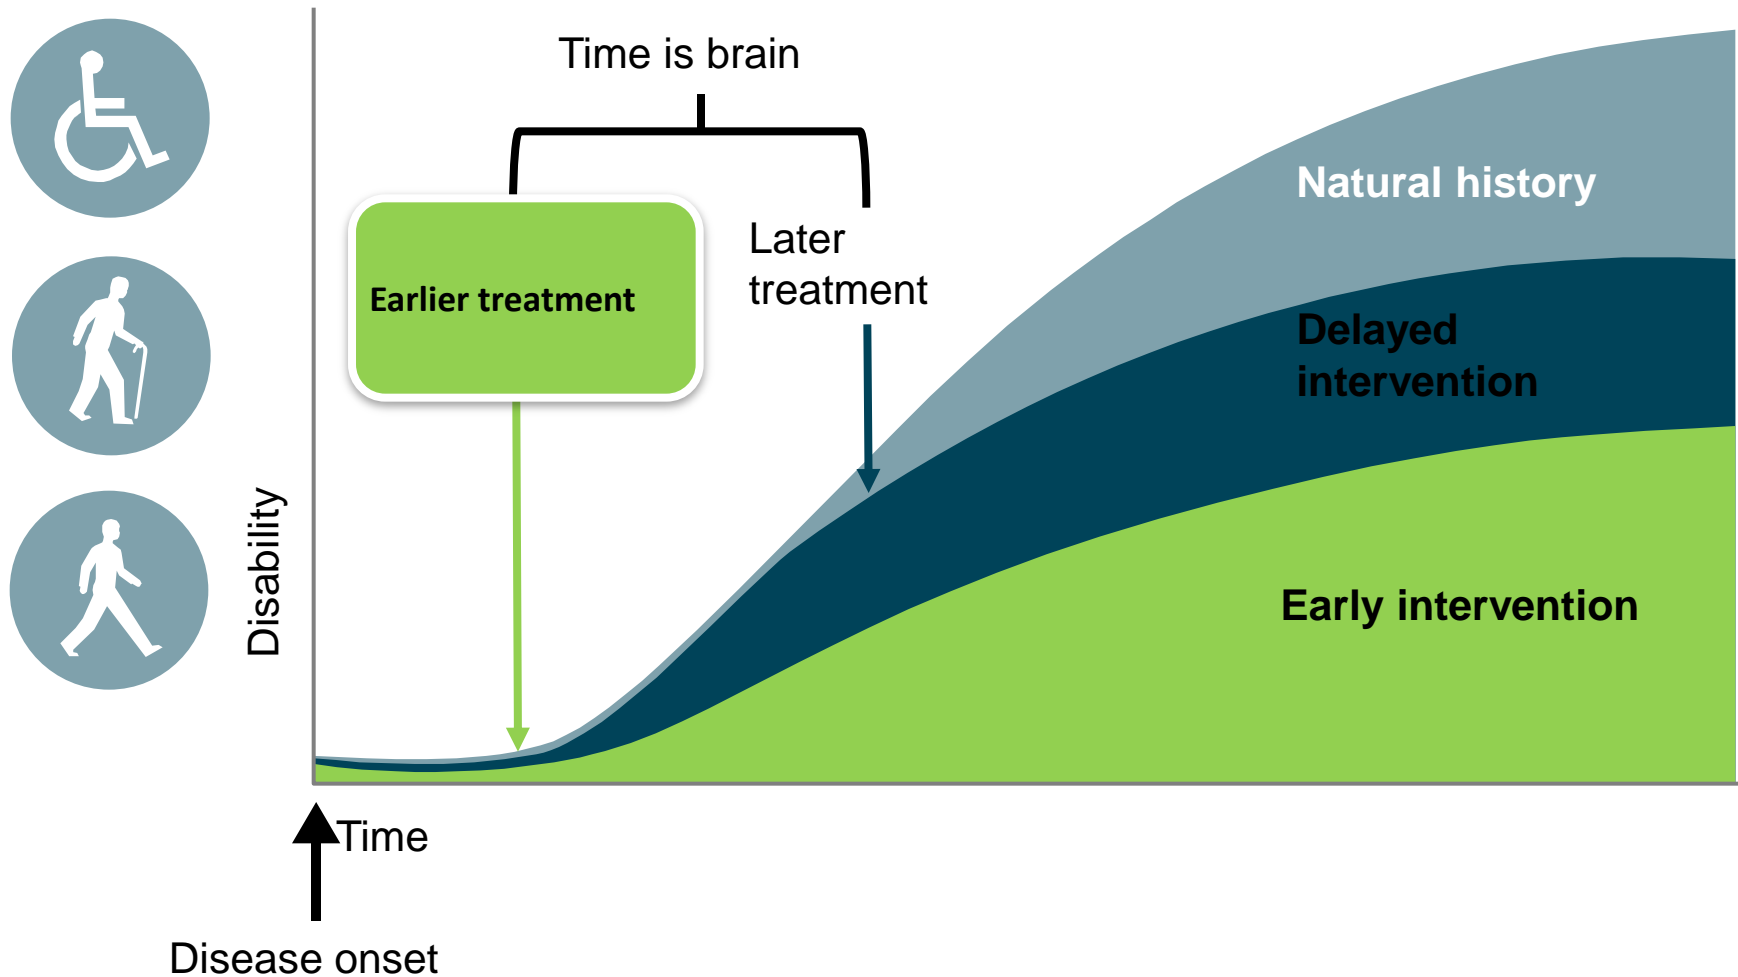 Time is brain
Natural history
Later
treatment
Earlier treatment
Delayed
intervention
Disability
Early intervention
Time
Disease onset